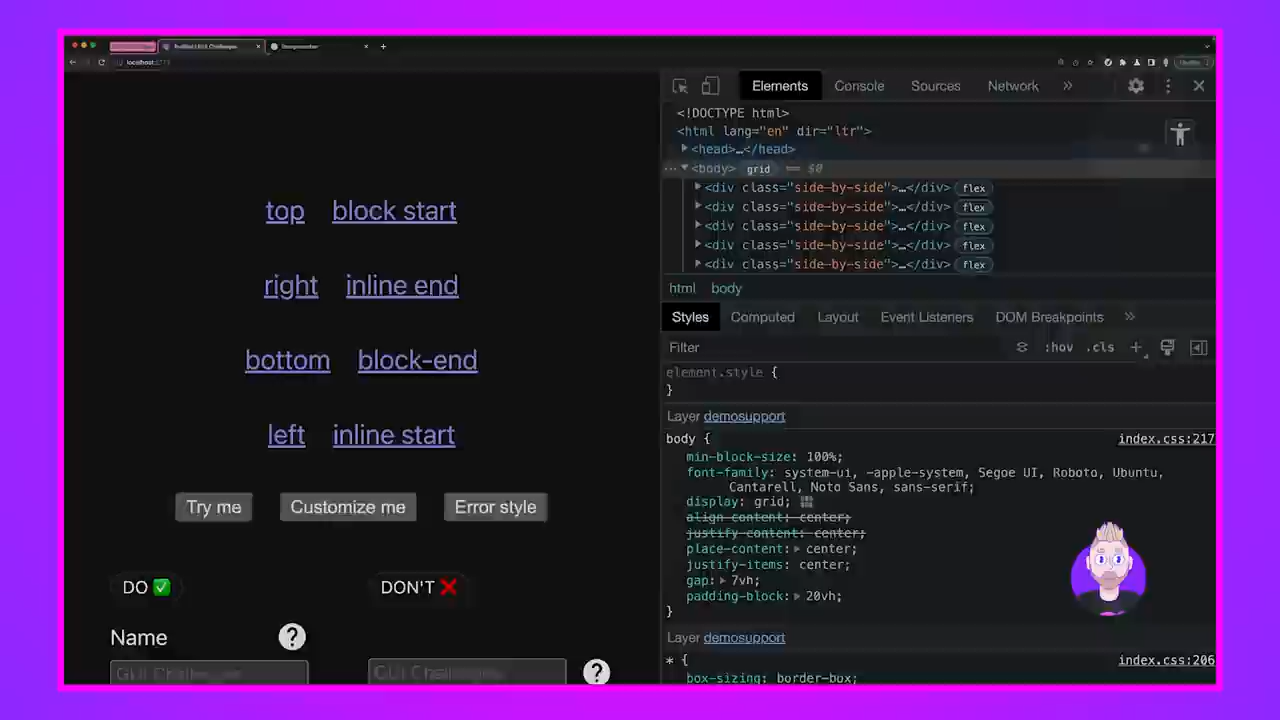 localhost
Elements Console Sources Network »
<!DOCTYPE html>
<html lang="en" dir="ltr">
<head>…</head>
<body> grid == $0
<div class="side-by-side">…</div> flex
<div class="side-by-side">…</div> flex
<div class="side-by-side">…</div> flex
<div class="side-by-side">…</div> flex
<div class="side-by-side">…</div> flex
html body
Styles Computed Layout Event Listeners DOM Breakpoints »
Filter :hov .cls +
element.style {
}
Layer demosupport
body { index.css:217
min-block-size: 100%;
font-family: system-ui, -apple-system, Segoe UI, Roboto, Ubuntu,
Cantarell, Noto Sans, sans-serif;
display: grid;
align-content: center;
justify-content: center;
place-content: center;
justify-items: center;
gap: 7vh;
padding-block: 20vh;
}
Layer demosupport
* { index.css:206
box-sizing: border-box;
top block start
right inline end
bottom block-end
left inline start
Try me Customize me Error style
DO ✅ DON'T ❌
Name ?
GUI Challenges GUI Challenges ?